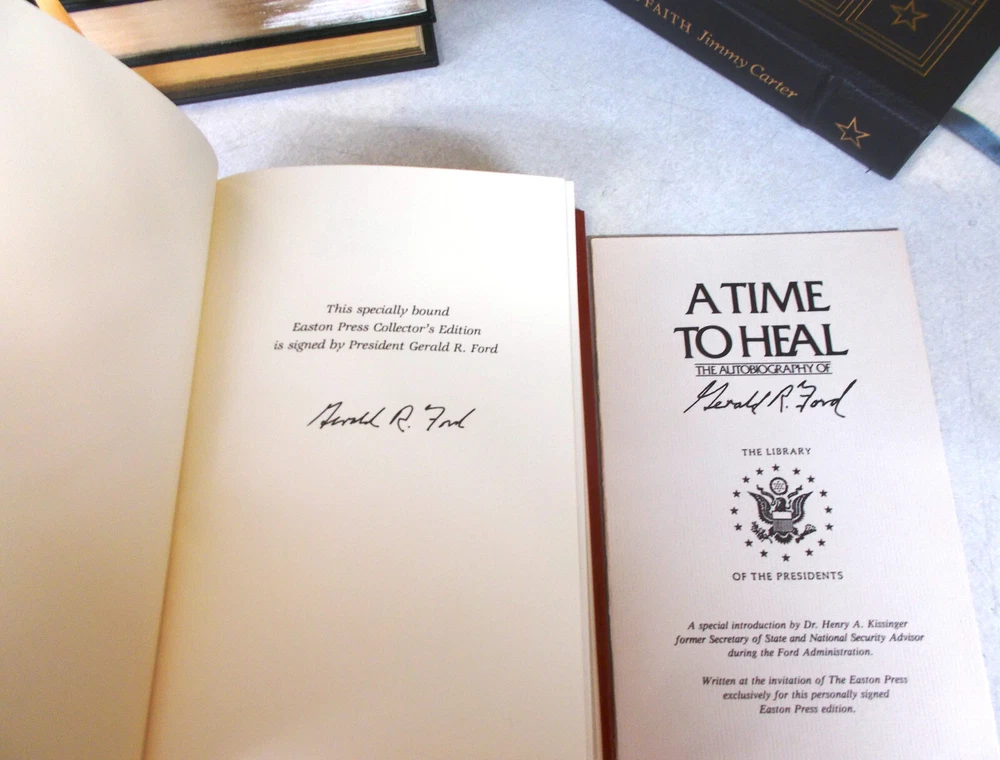 FAITH Jimmy Carter
This specially bound
Easton Press Collector's Edition
is signed by President Gerald R. Ford
Gerald R. Ford
A TIME
TO HEAL
THE AUTOBIOGRAPHY OF
Gerald R. Ford
THE LIBRARY
OF THE PRESIDENTS
A special introduction by Dr. Henry A. Kissinger
former Secretary of State and National Security Advisor
during the Ford Administration.
Written at the invitation of The Easton Press
exclusively for this personally signed
Easton Press edition.